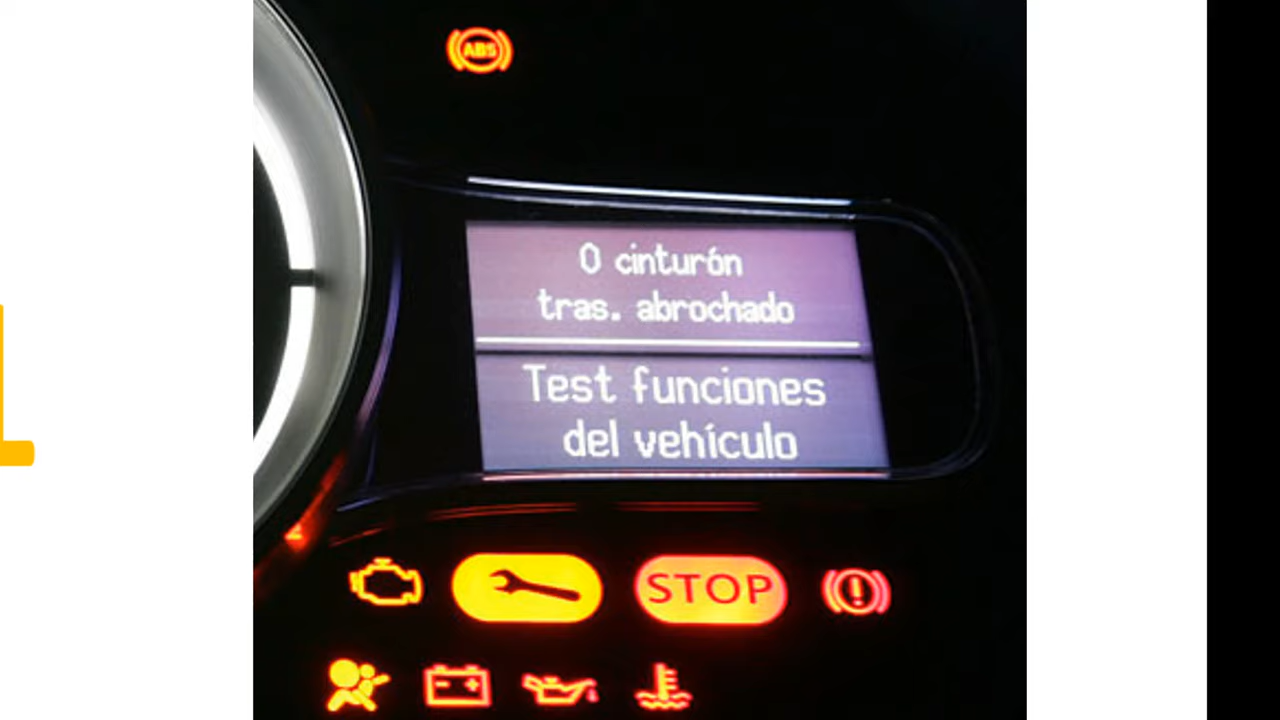 ABS
0 cinturón
tras. abrochado
Test funciones
del vehículo
STOP